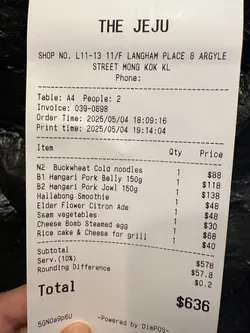 THE JEJU
SHOP NO. L11-13 11/F LANGHAM PLACE 8 ARGYLE
STREET MONG KOK KL
Phone:
Table: A4 People: 2
Invoice: 039-0898
Order Time: 2025/05/04 18:09:16
Print time: 2025/05/04 19:14:04
Item Qty Price
N2 Buckwheat Cold noodles 1 $88
B1 Hangari Pork Belly 150g 1 $118
B2 Hangari Pork Jowl 150g 1 $138
Hallabong Smoothie 1 $48
Elder Flower Citron Ade 1 $48
Ssam vegetables 1 $30
Cheese Bomb Steamed egg 1 $68
Rice cake & Cheese for grill 1 $40
Subtotal $578
Serv.(10%) $57.8
Rounding Difference $0.2
Total $636
-Powered by DimPOS-